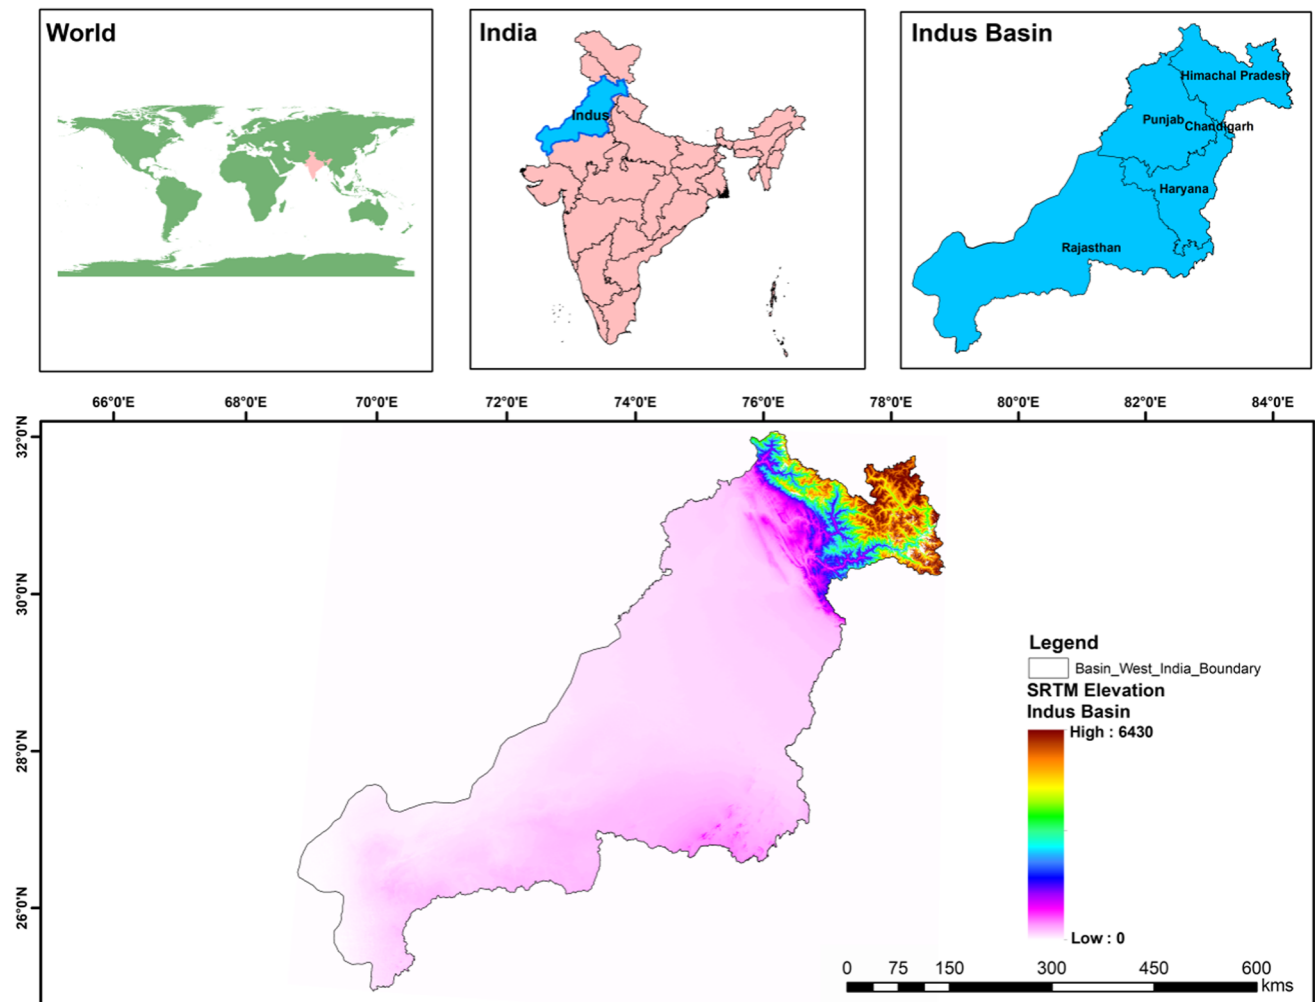 World
India
Indus
Indus Basin
Himachal Pradesh
Punjab
Chandigarh
Haryana
Rajasthan
66°0'E 68°0'E 70°0'E 72°0'E 74°0'E 76°0'E 78°0'E 80°0'E 82°0'E 84°0'E
32°0'N
30°0'N
28°0'N
26°0'N
Legend
Basin_West_India_Boundary
SRTM Elevation
Indus Basin
High : 6430
Low : 0
0 75 150 300 450 600
kms